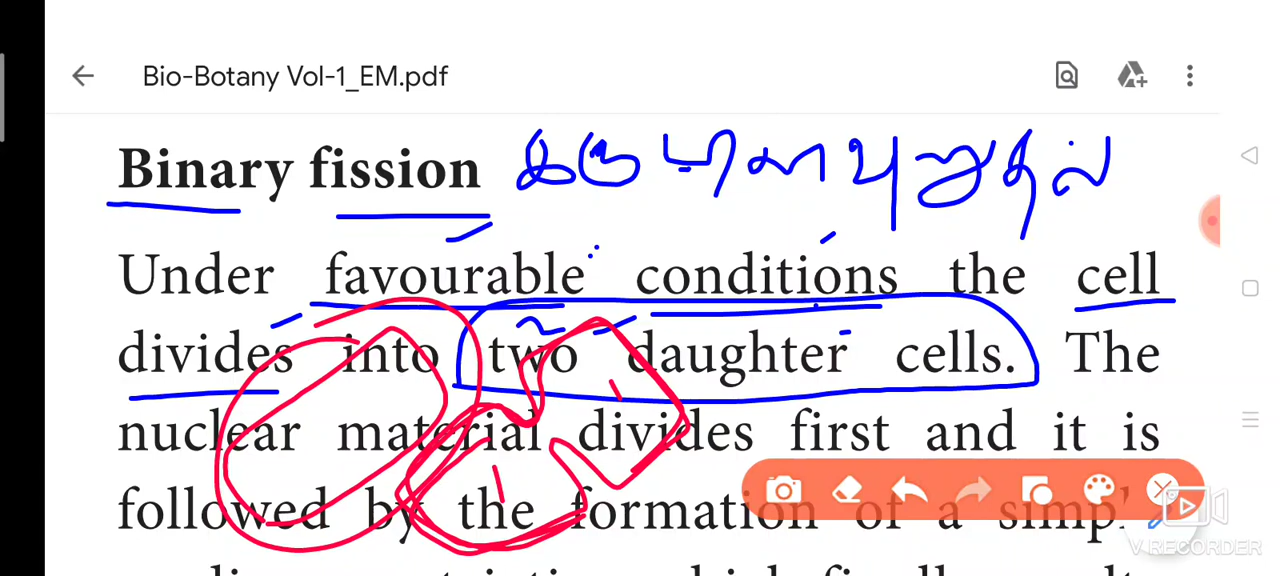 Bio-Botany Vol-1_EM.pdf
Binary fission
Under favourable conditions the cell
divides into two daughter cells. The
nuclear material divides first and it is
followed by the formation of a
V RECORDER